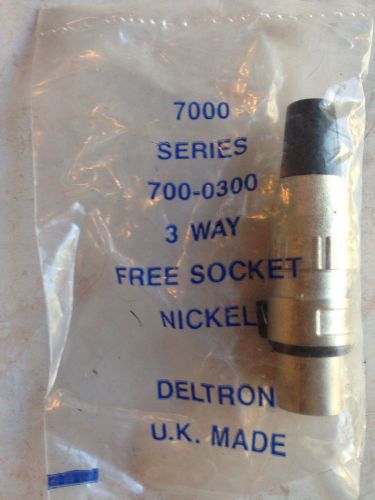 7000
SERIES
700-0300
3 WAY
FREE SOCKET
NICKEL
DELTRON
U.K. MADE